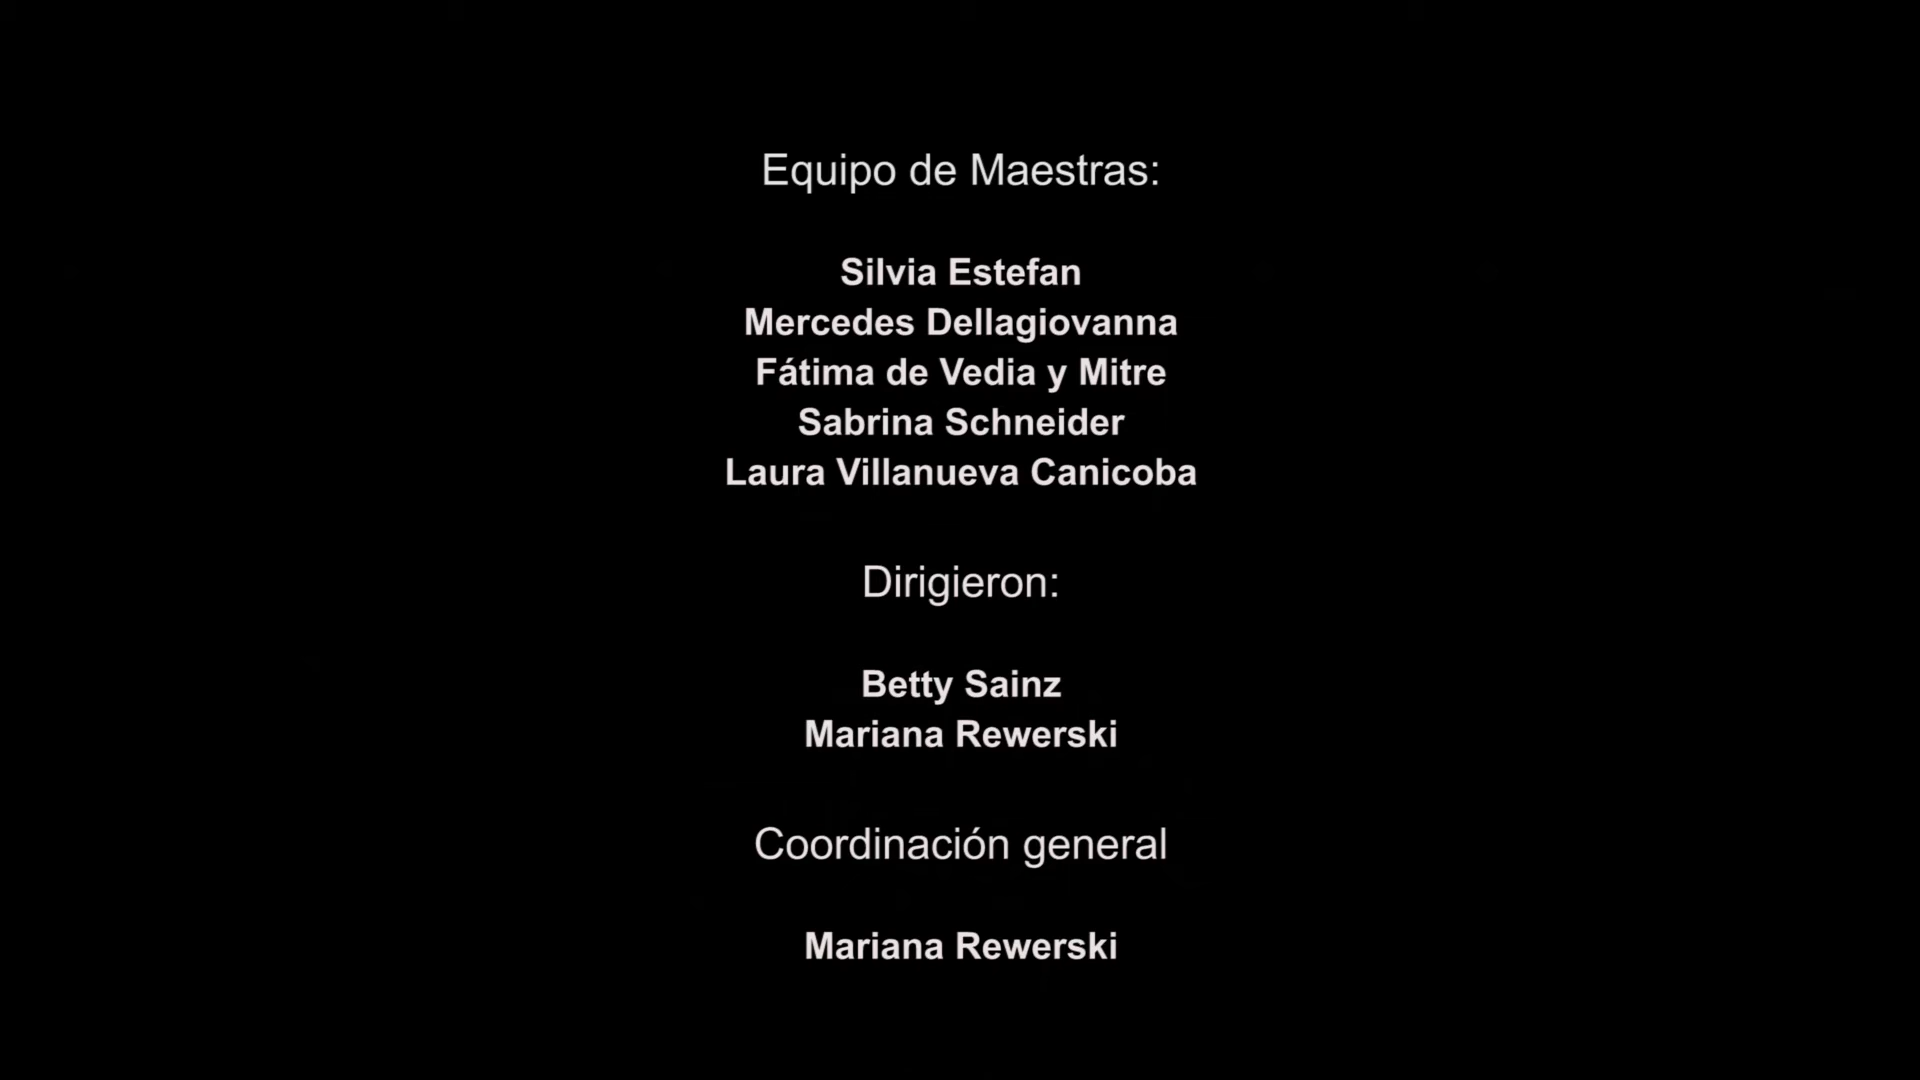 Equipo de Maestras:
Silvia Estefan
Mercedes Dellagiovanna
Fátima de Vedia y Mitre
Sabrina Schneider
Laura Villanueva Canicoba
Dirigieron:
Betty Sainz
Mariana Rewerski
Coordinación general
Mariana Rewerski